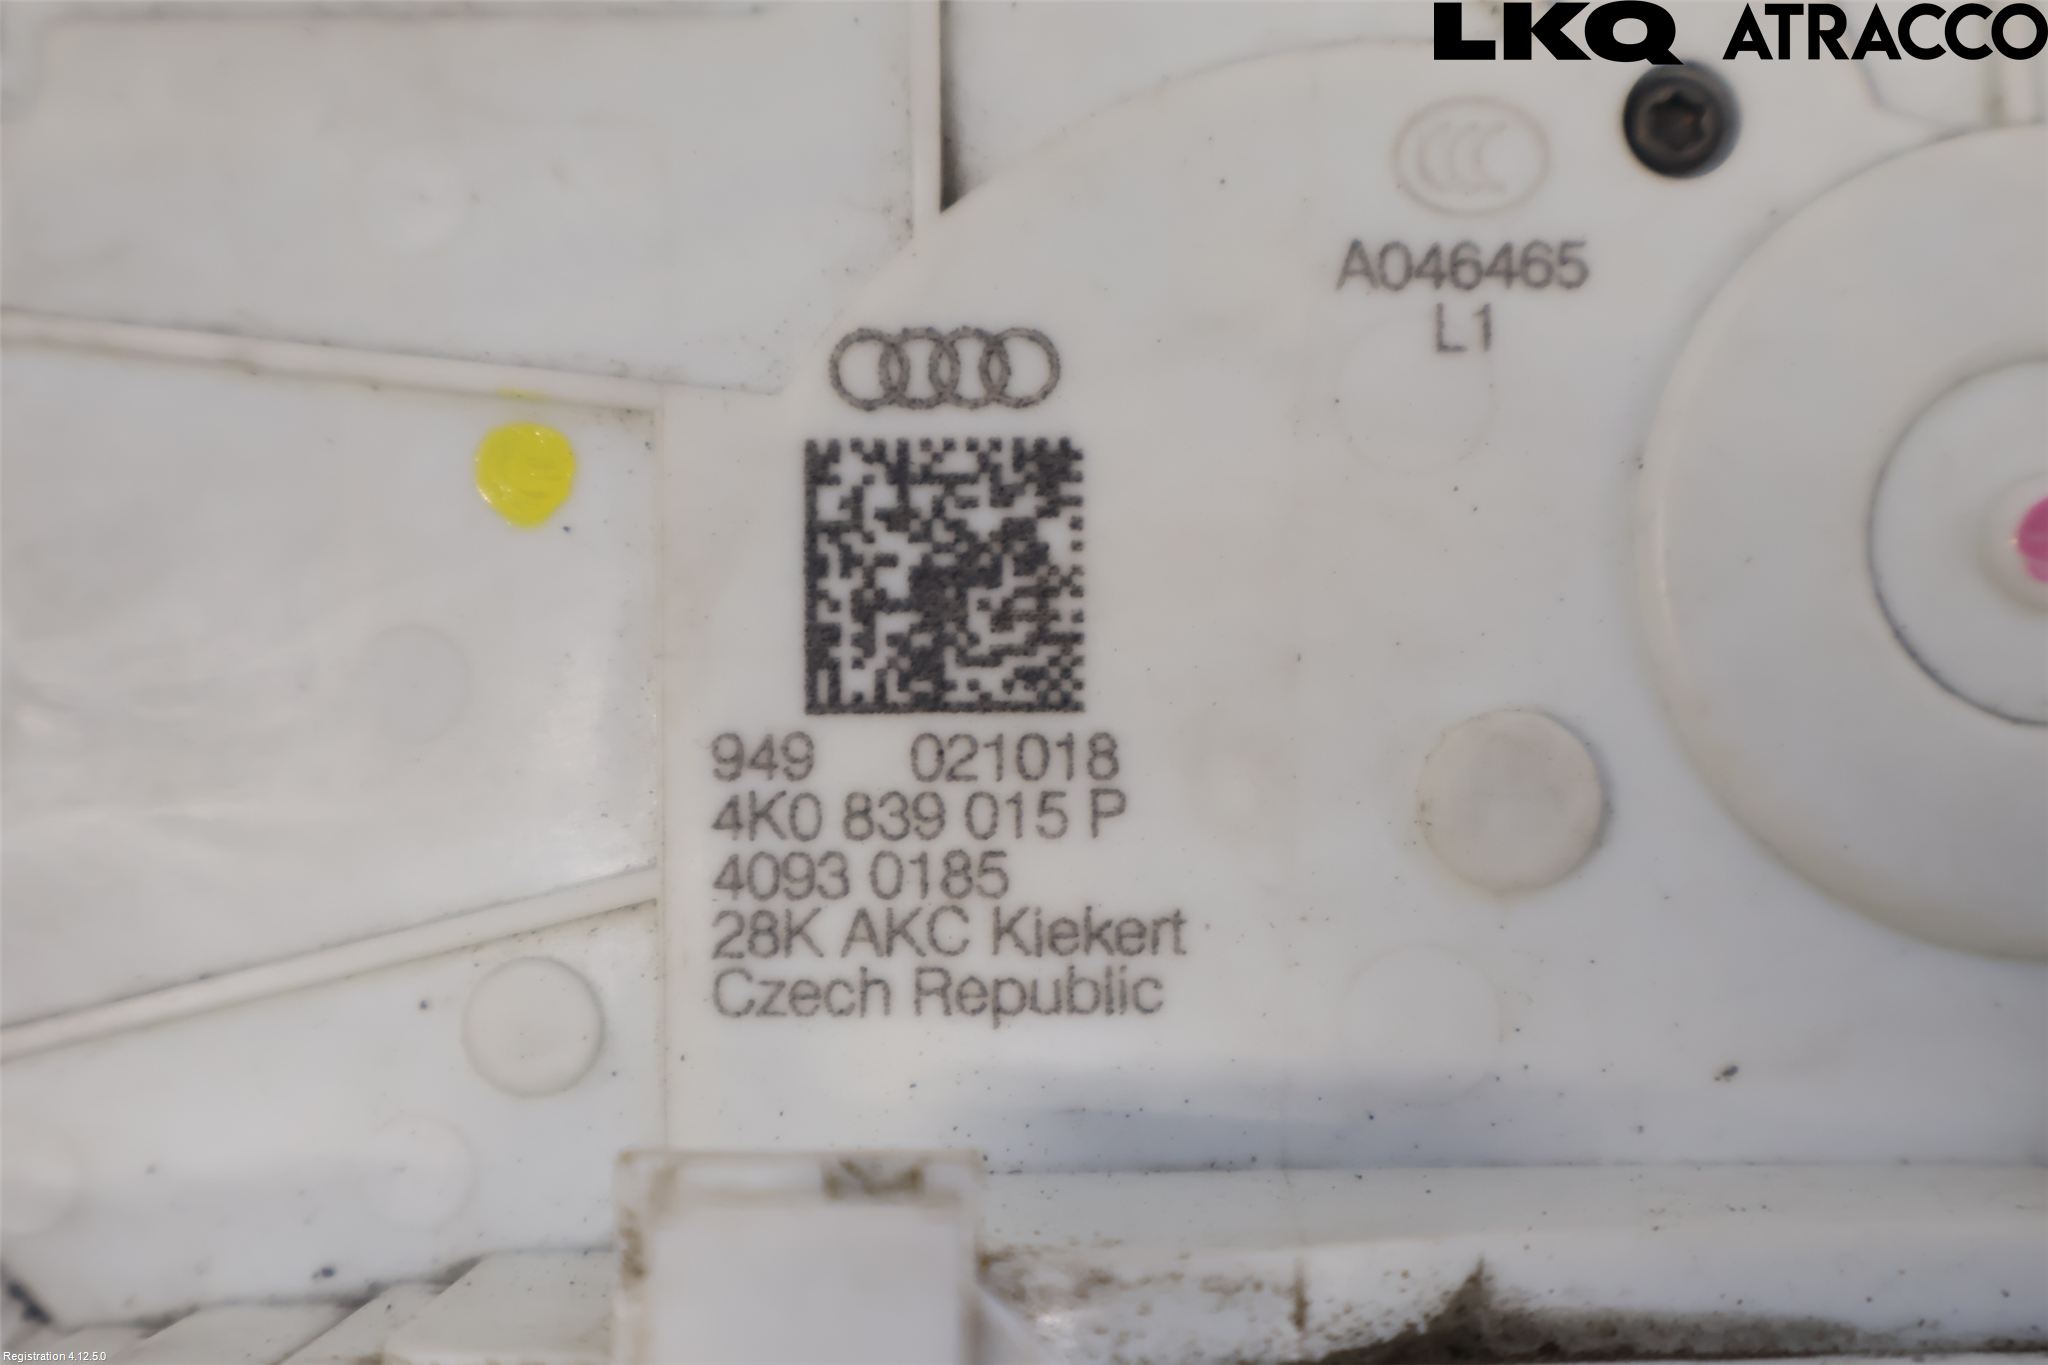 LKQ ATRACCO
CCC
A046465
L1
949 021018
4K0 839 015 P
4093 0185
28K AKC Kiekert
Czech Republic
Registration 4.12.5.0